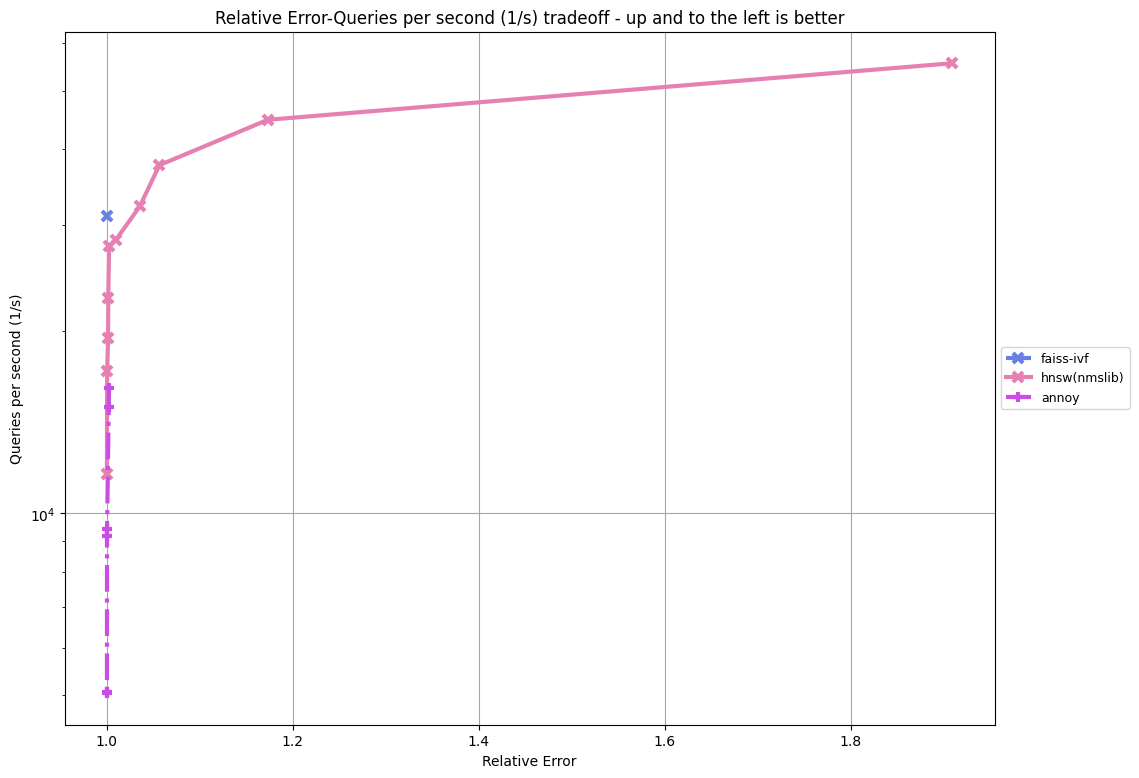 Relative Error-Queries per second (1/s) tradeoff - up and to the left is better
Queries per second (1/s)
10⁴
1.0 1.2 1.4 1.6 1.8
Relative Error
faiss-ivf
hnsw(nmslib)
annoy